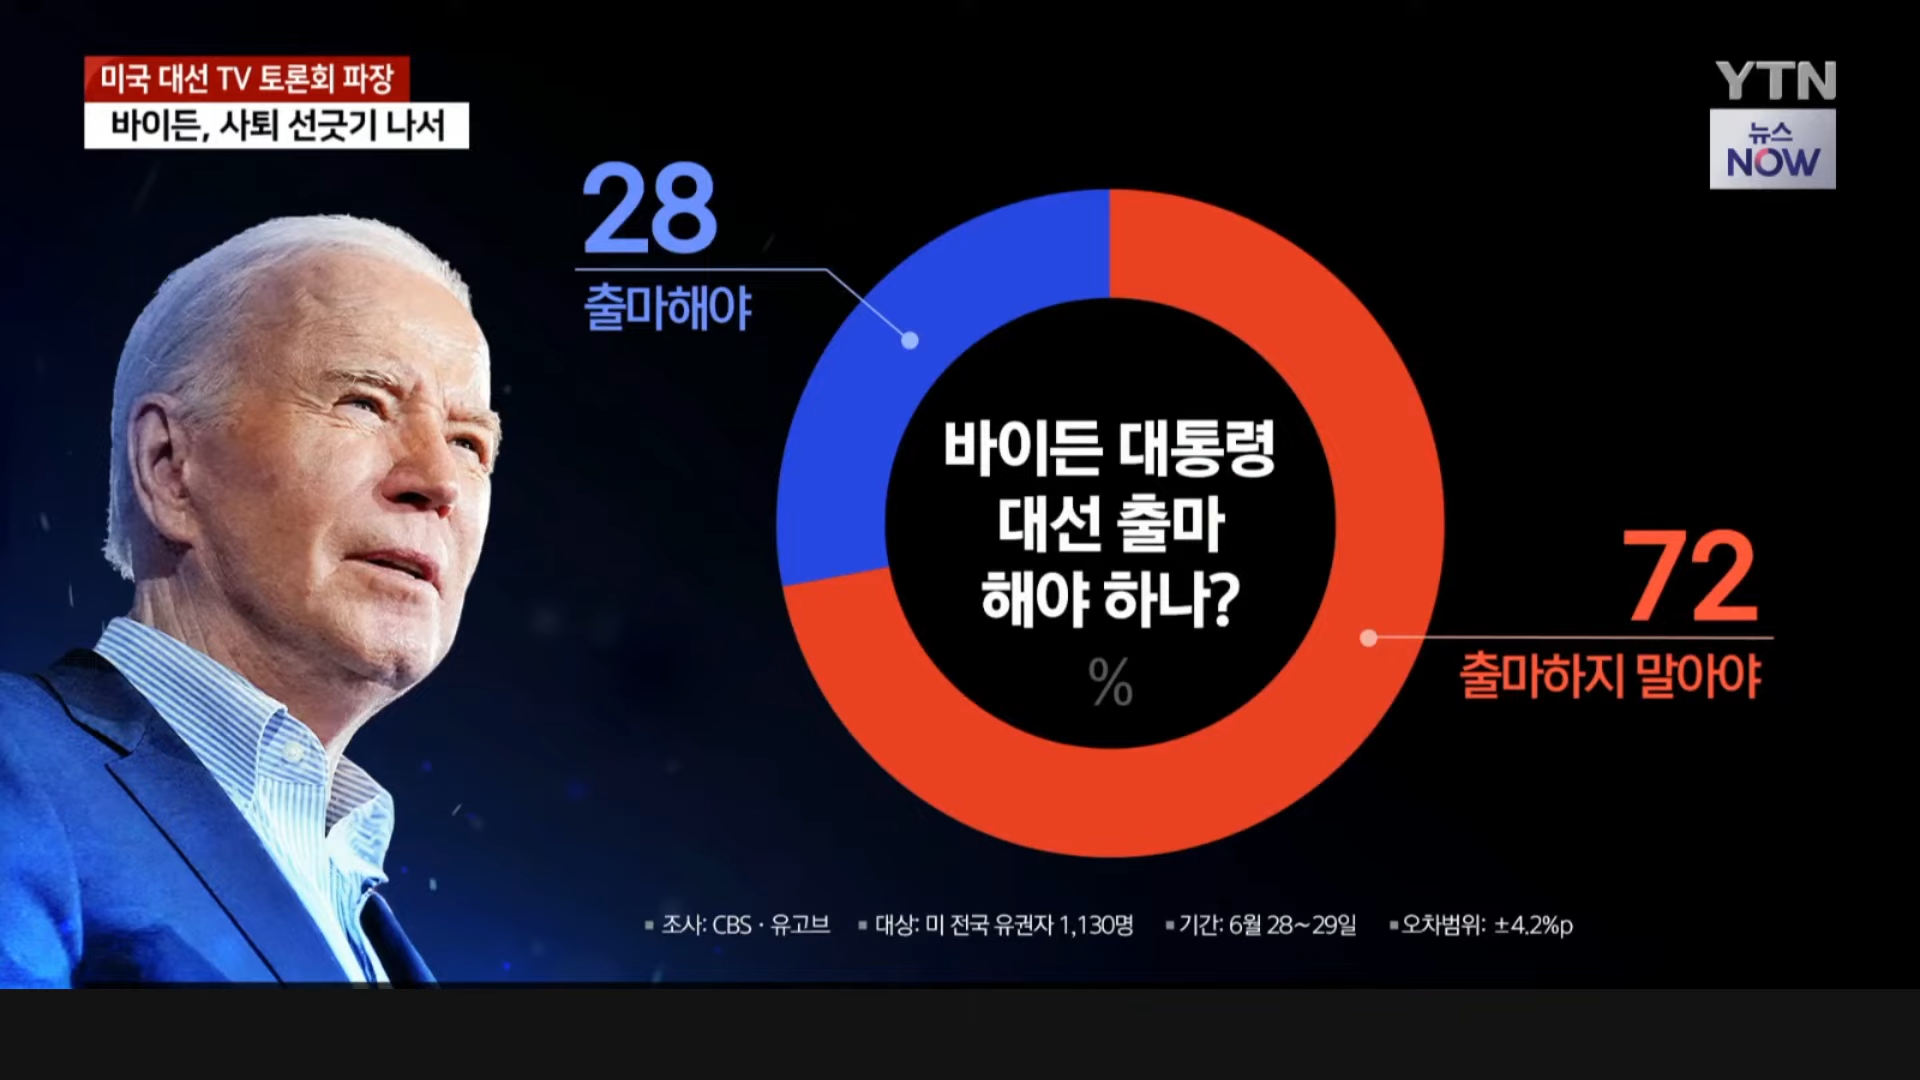 미국 대선 TV 토론회 파장
바이든, 사퇴 선긋기 나서
YTN
뉴스
NOW
28
출마해야
바이든 대통령
대선 출마
해야 하나?
%
72
출마하지 말아야
▪ 조사: CBS · 유고브 ▪ 대상: 미 전국 유권자 1,130명 ▪ 기간: 6월 28~29일 ▪ 오차범위: ±4.2%p